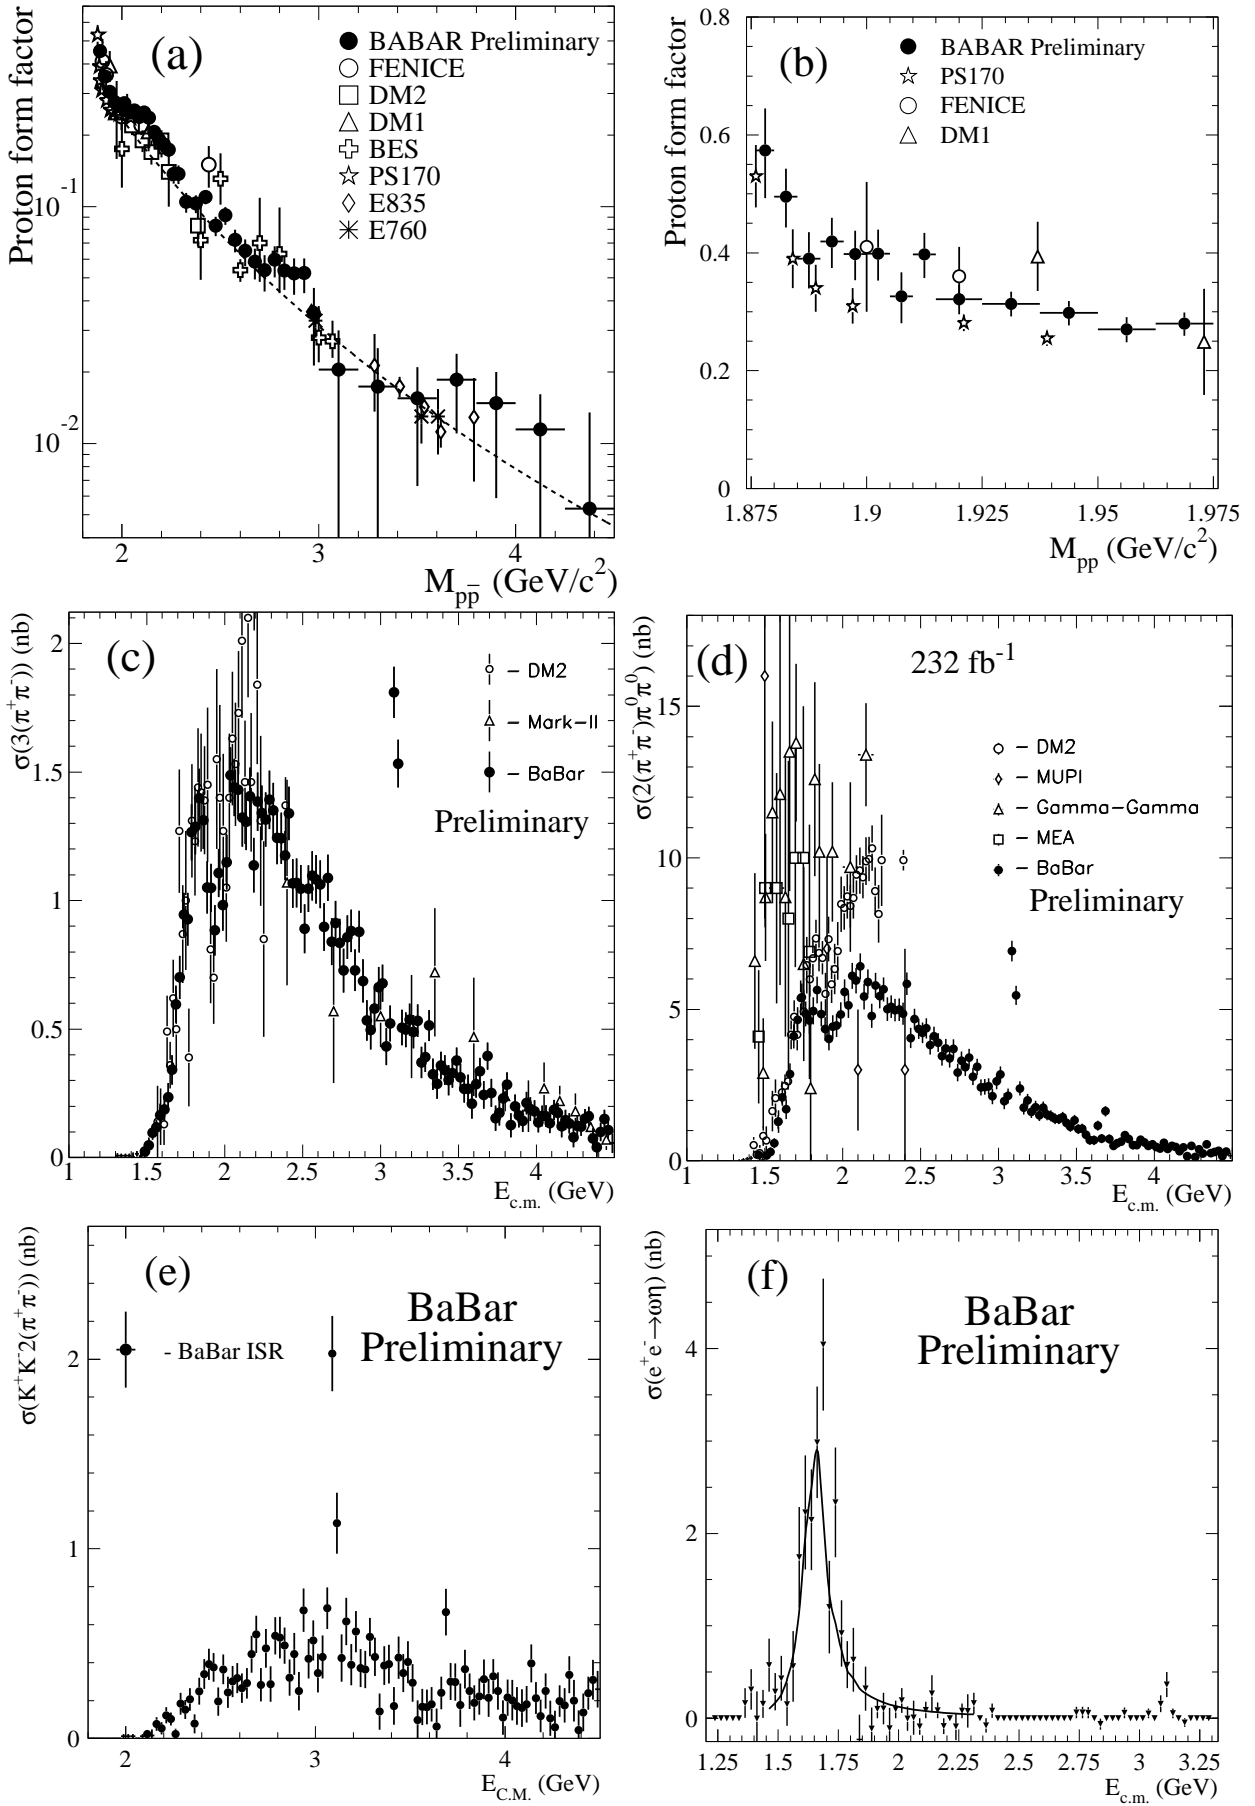 (a)
BABAR Preliminary
FENICE
DM2
DM1
BES
PS170
E835
E760
Proton form factor
10⁻¹
10⁻²
2 3 4
M_pp̄ (GeV/c²)
(b)
BABAR Preliminary
PS170
FENICE
DM1
Proton form factor
0.8
0.6
0.4
0.2
0
1.875 1.9 1.925 1.95 1.975
M_pp (GeV/c²)
(c)
– DM2
– Mark–II
– BaBar
Preliminary
σ(3(π⁺π⁻)) (nb)
2
1.5
1
0.5
0
1 1.5 2 2.5 3 3.5 4
E_c.m. (GeV)
(d)
232 fb⁻¹
– DM2
– MUPI
– Gamma–Gamma
– MEA
– BaBar
Preliminary
σ(2(π⁺π⁻)π⁰π⁰) (nb)
15
10
5
0
1 1.5 2 2.5 3 3.5 4
E_c.m. (GeV)
(e)
BaBar
Preliminary
- BaBar ISR
σ(K⁺K⁻2(π⁺π⁻)) (nb)
2
1
0
2 3 4
E_C.M. (GeV)
(f)
BaBar
Preliminary
σ(e⁺e⁻→ωη) (nb)
4
2
0
1.25 1.5 1.75 2 2.25 2.5 2.75 3 3.25
E_c.m. (GeV)